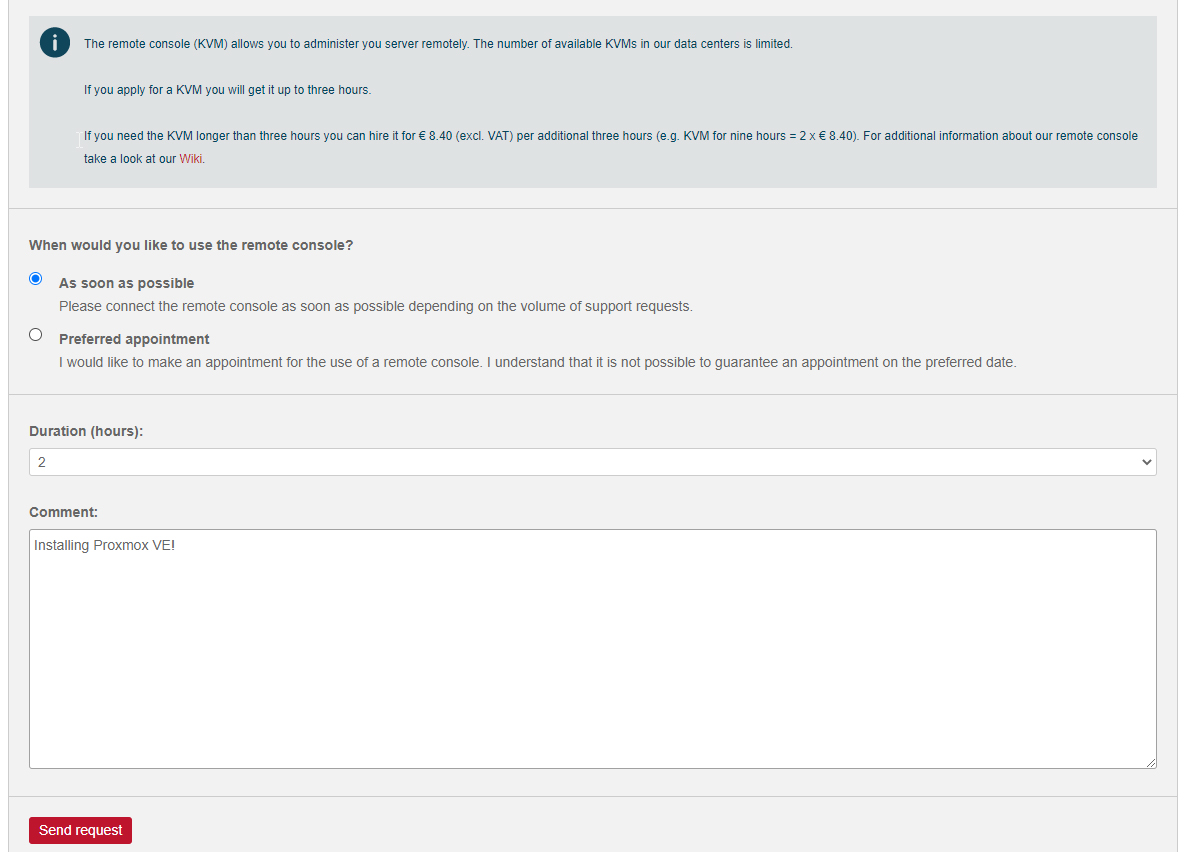 The remote console (KVM) allows you to administer you server remotely. The number of available KVMs in our data centers is limited.
If you apply for a KVM you will get it up to three hours.
If you need the KVM longer than three hours you can hire it for € 8.40 (excl. VAT) per additional three hours (e.g. KVM for nine hours = 2 x € 8.40). For additional information about our remote console
take a look at our Wiki.
When would you like to use the remote console?
As soon as possible
Please connect the remote console as soon as possible depending on the volume of support requests.
Preferred appointment
I would like to make an appointment for the use of a remote console. I understand that it is not possible to guarantee an appointment on the preferred date.
Duration (hours):
2
Comment:
Installing Proxmox VE!
Send request